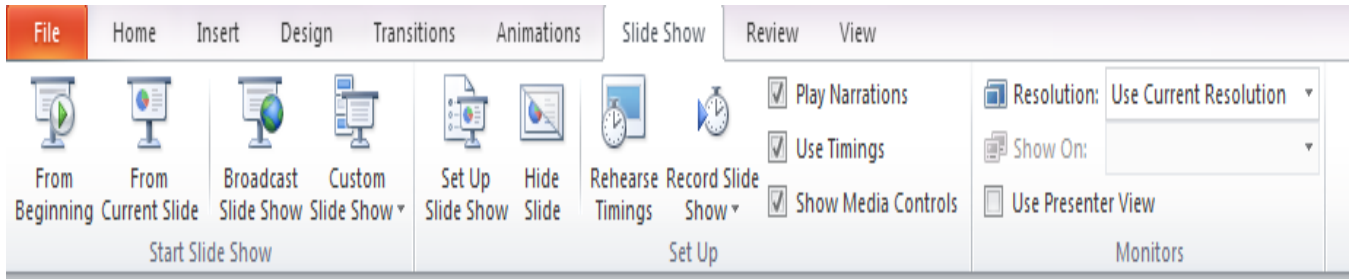 File Home Insert Design Transitions Animations Slide Show Review View
From Beginning
From Current Slide
Broadcast Slide Show
Custom Slide Show
Start Slide Show
Set Up Slide Show
Hide Slide
Rehearse Timings
Record Slide Show
Play Narrations
Use Timings
Show Media Controls
Set Up
Resolution: Use Current Resolution
Show On:
Use Presenter View
Monitors